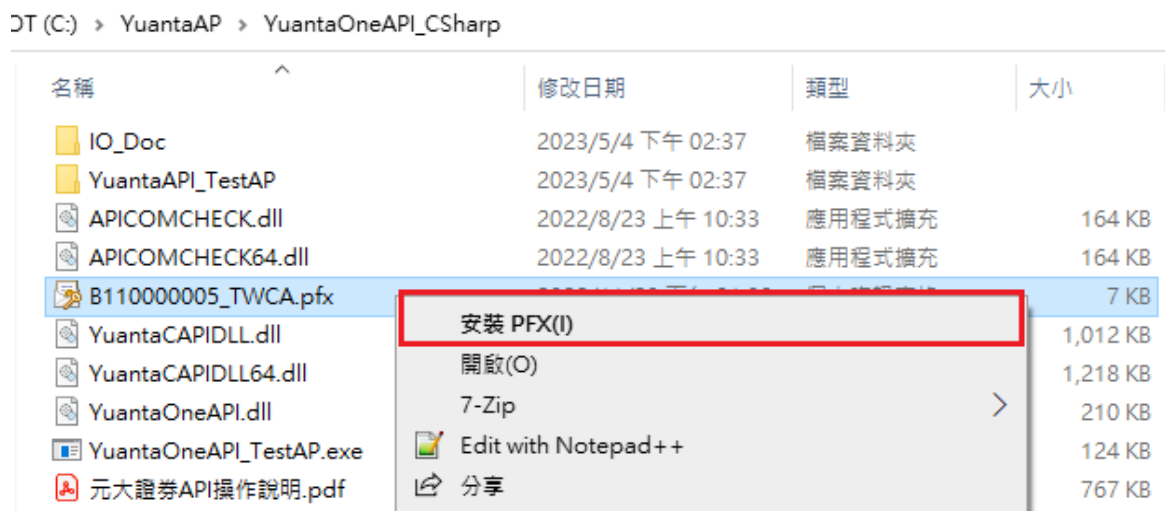 OT (C:) > YuantaAP > YuantaOneAPI_CSharp
名稱 修改日期 類型 大小
IO_Doc 2023/5/4 下午 02:37 檔案資料夾
YuantaAPI_TestAP 2023/5/4 下午 02:37 檔案資料夾
APICOMCHECK.dll 2022/8/23 上午 10:33 應用程式擴充 164 KB
APICOMCHECK64.dll 2022/8/23 上午 10:33 應用程式擴充 164 KB
B110000005_TWCA.pfx 7 KB
安裝 PFX(I)
YuantaCAPIDLL.dll 1,012 KB
開啟(O)
YuantaCAPIDLL64.dll 1,218 KB
7-Zip
YuantaOneAPI.dll 210 KB
Edit with Notepad++
YuantaOneAPI_TestAP.exe 124 KB
分享
元大證券API操作說明.pdf 767 KB